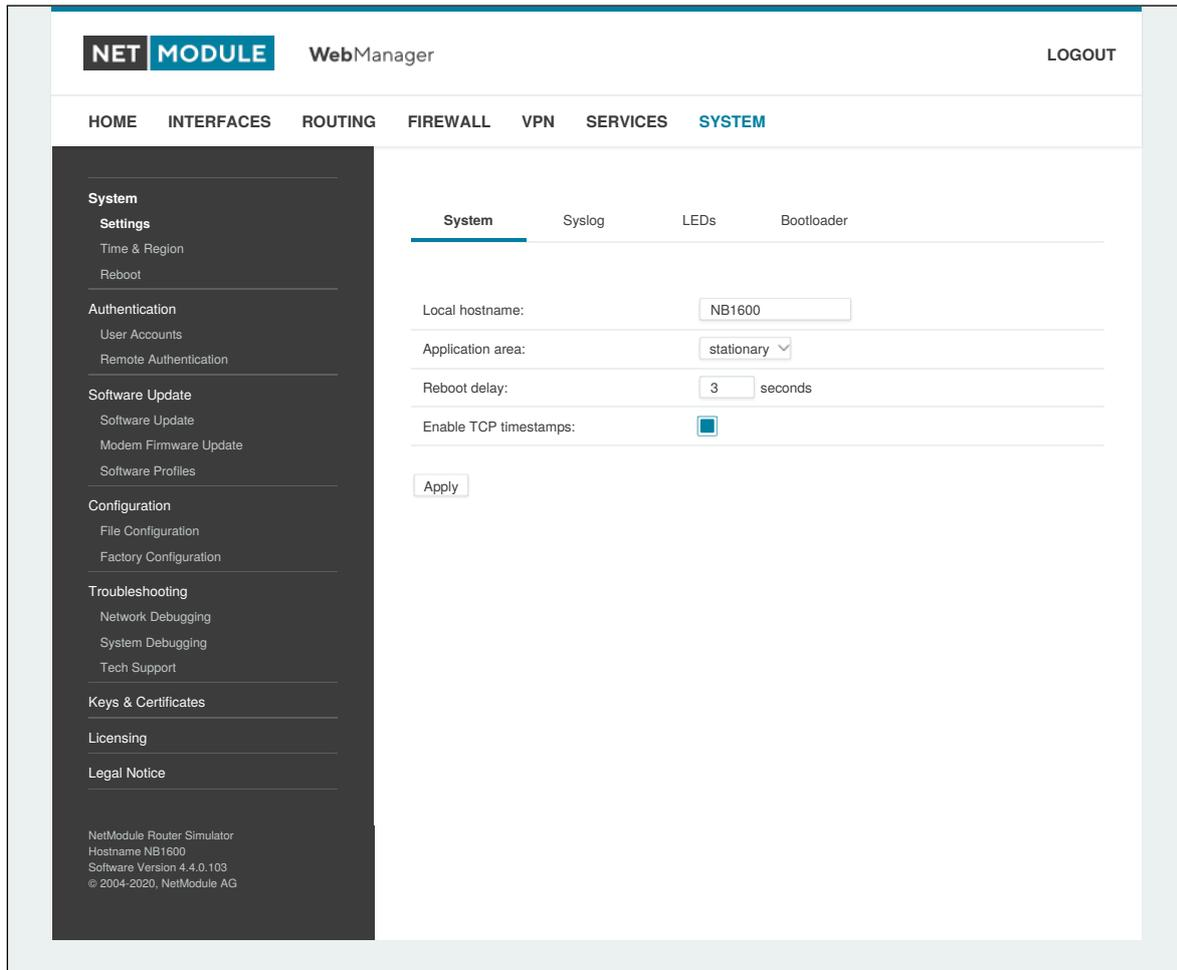 NET MODULE WebManager LOGOUT
HOME INTERFACES ROUTING FIREWALL VPN SERVICES SYSTEM
System
Settings
Time & Region
Reboot
Authentication
User Accounts
Remote Authentication
Software Update
Software Update
Modem Firmware Update
Software Profiles
Configuration
File Configuration
Factory Configuration
Troubleshooting
Network Debugging
System Debugging
Tech Support
Keys & Certificates
Licensing
Legal Notice
NetModule Router Simulator
Hostname NB1600
Software Version 4.4.0.103
© 2004-2020, NetModule AG
System Syslog LEDs Bootloader
Local hostname: NB1600
Application area: stationary
Reboot delay: 3 seconds
Enable TCP timestamps:
Apply